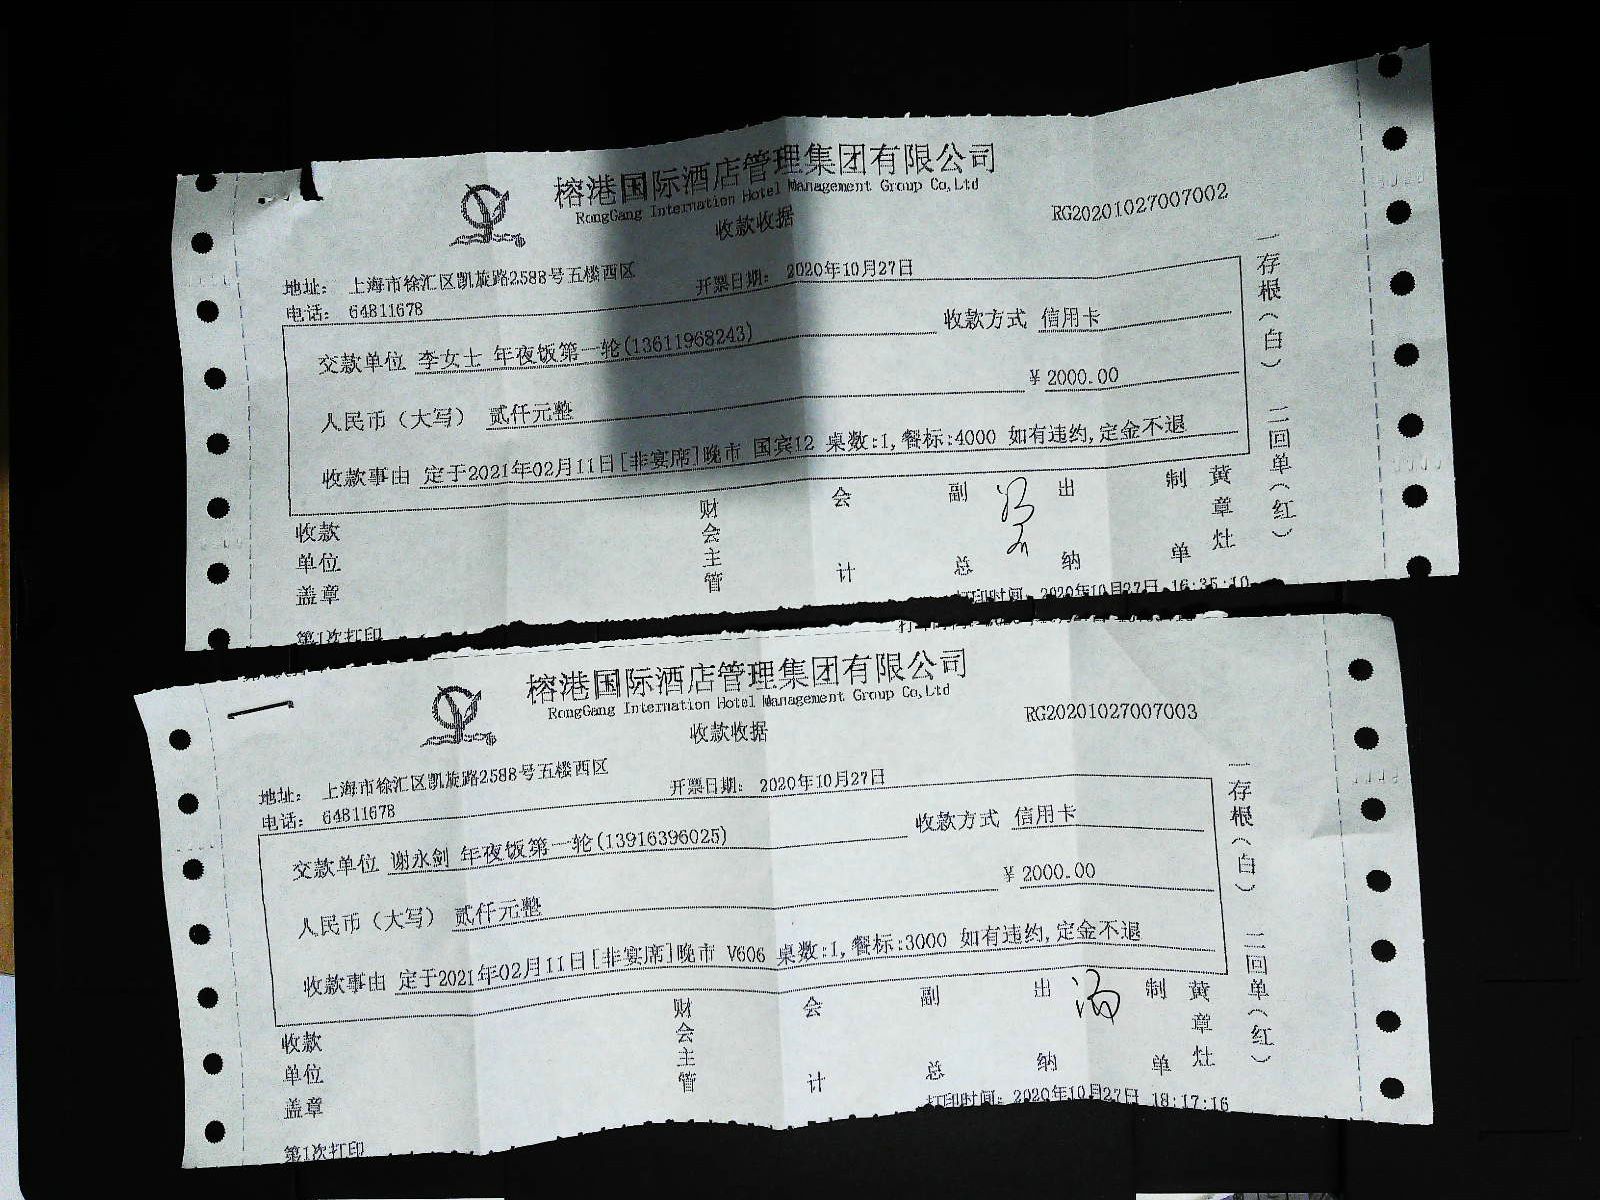 榕港国际酒店管理集团有限公司
RongGang Internation Hotel Management Group Co,Ltd
收款收据
RG20201027007002
地址: 上海市徐汇区凯旋路2588号五楼西区
开票日期: 2020年10月27日
电话: 64811678
交款单位 李女士 年夜饭第一轮(13611968243)
收款方式 信用卡
人民币(大写) 贰仟元整
¥ 2000.00
收款事由 定于2021年02月11日[非宴席]晚市 国宾12 桌数:1,餐标:4000 如有违约,定金不退
收款单位盖章
财会主管
会计
副总
出纳
制单
黄章灶
一存根(白) 二回单(红)
第1次打印
打印时间: 2020年10月27日 16:35:10
榕港国际酒店管理集团有限公司
RongGang Internation Hotel Management Group Co,Ltd
收款收据
RG20201027007003
地址: 上海市徐汇区凯旋路2588号五楼西区
开票日期: 2020年10月27日
电话: 64811678
交款单位 谢永剑 年夜饭第一轮(13916396025)
收款方式 信用卡
人民币(大写) 贰仟元整
¥ 2000.00
收款事由 定于2021年02月11日[非宴席]晚市 V606 桌数:1,餐标:3000 如有违约,定金不退
收款单位盖章
财会主管
会计
副总
出纳
制单
黄章灶
一存根(白) 二回单(红)
第1次打印
打印时间: 2020年10月27日 18:17:16